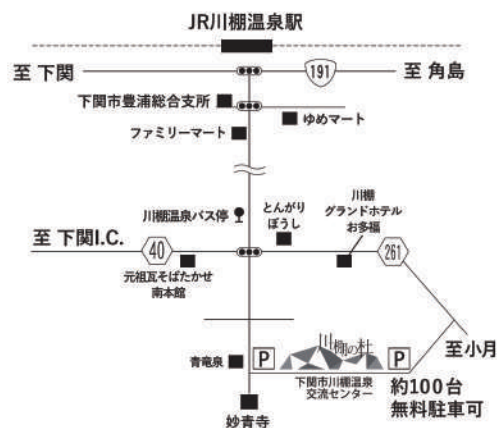 JR川棚温泉駅
至 下関
191
至 角島
下関市豊浦総合支所
ゆめマート
ファミリーマート
川棚温泉バス停
とんがり
ぼうし
川棚
グランドホテル
お多福
至 下関I.C.
40
261
元祖瓦そばたかせ
南本館
青竜泉
P
川棚の杜
P
至小月
下関市川棚温泉
交流センター
約100台
無料駐車可
妙青寺